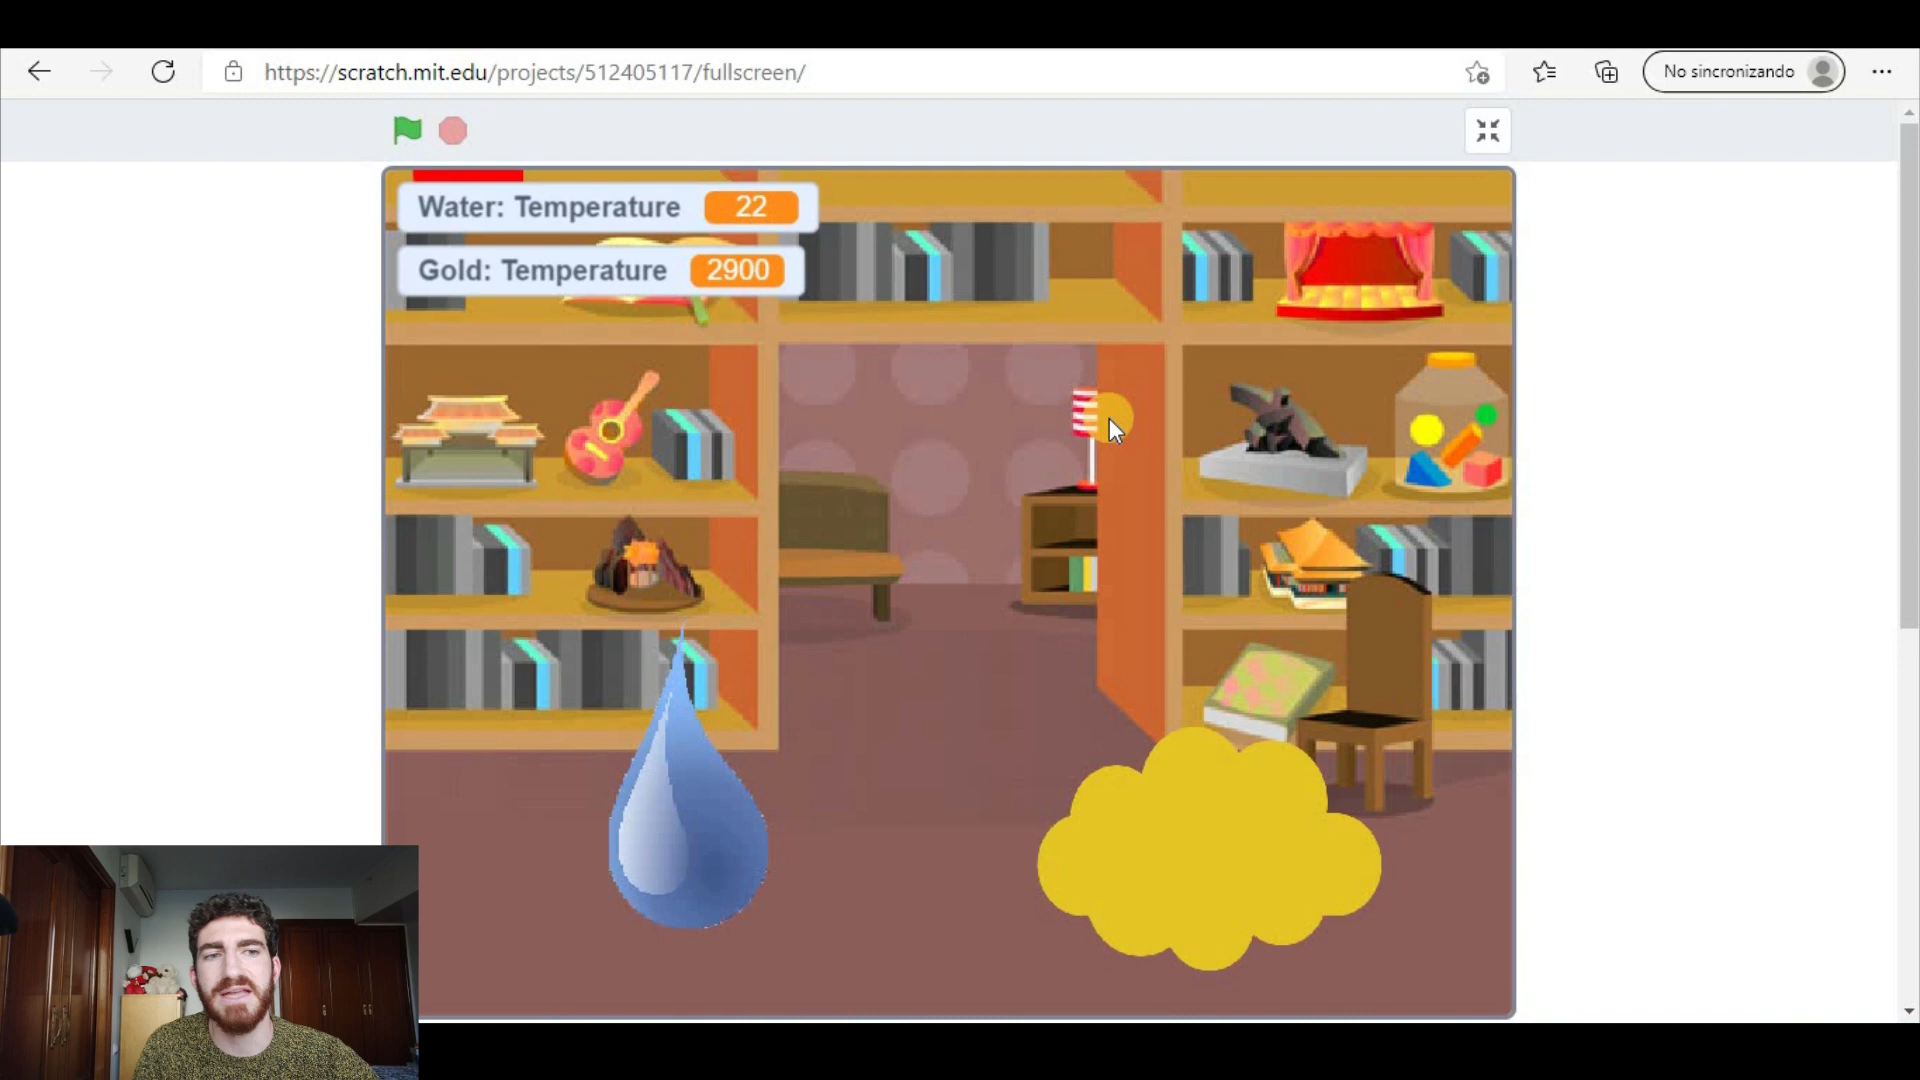 https://scratch.mit.edu/projects/512405117/fullscreen/
No sincronizando
Water: Temperature 22
Gold: Temperature 2900